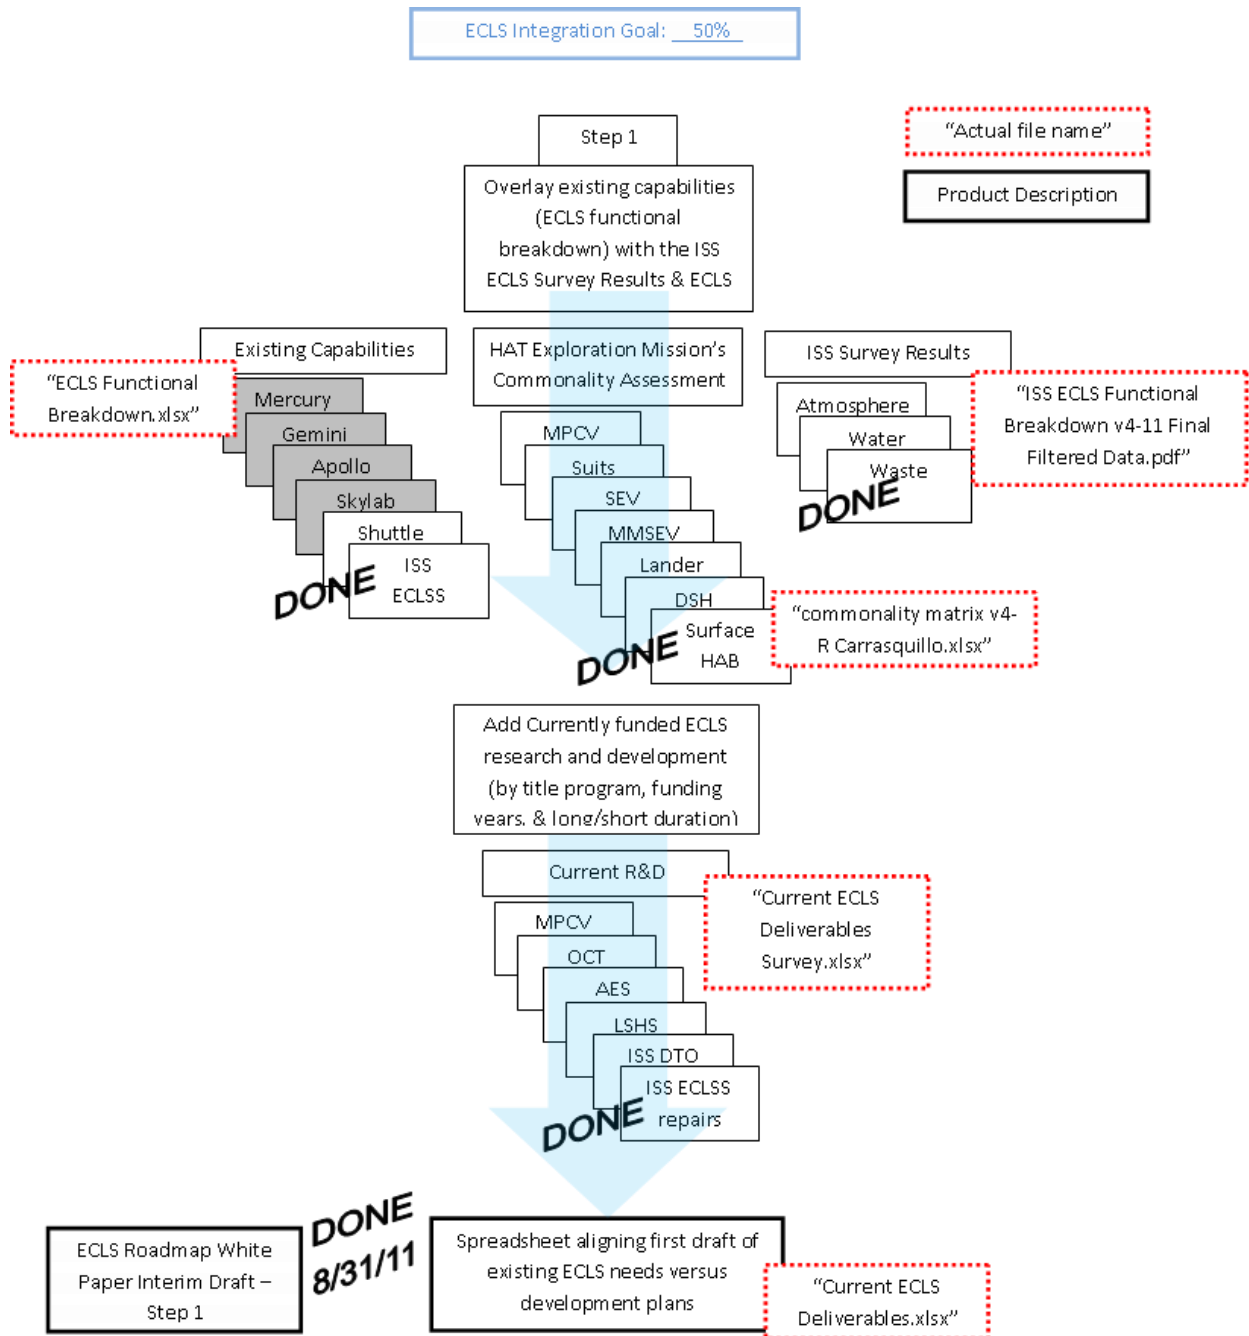 ECLS Integration Goal: 50%
Step 1
"Actual file name"
Overlay existing capabilities
(ECLS functional
breakdown) with the ISS
ECLS Survey Results & ECLS
Product Description
Existing Capabilities
HAT Exploration Mission's
Commonality Assessment
ISS Survey Results
"ECLS Functional
Breakdown.xlsx"
Mercury
Gemini
Apollo
Skylab
Shuttle
ISS
ECLSS
DONE
MPCV
Suits
SEV
MMSEV
Lander
DSH
Surface
HAB
DONE
Atmosphere
Water
Waste
DONE
"ISS ECLS Functional
Breakdown v4-11 Final
Filtered Data.pdf"
"commonality matrix v4-
R Carrasquillo.xlsx"
Add Currently funded ECLS
research and development
(by title program, funding
years, & long/short duration)
Current R&D
"Current ECLS
Deliverables
Survey.xlsx"
MPCV
OCT
AES
LSHS
ISS DTO
ISS ECLSS
repairs
DONE
ECLS Roadmap White
Paper Interim Draft –
Step 1
DONE
8/31/11
Spreadsheet aligning first draft of
existing ECLS needs versus
development plans
"Current ECLS
Deliverables.xlsx"